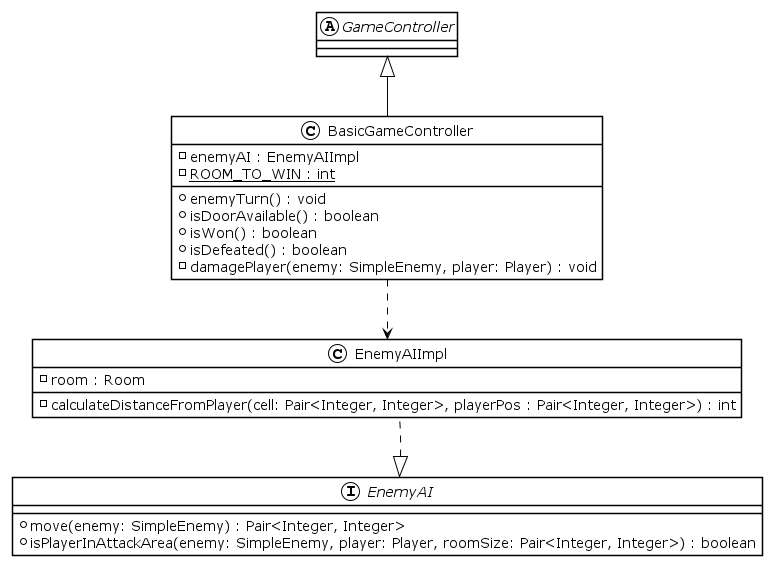 A GameController
C BasicGameController
enemyAI : EnemyAIImpl
ROOM_TO_WIN : int
enemyTurn() : void
isDoorAvailable() : boolean
isWon() : boolean
isDefeated() : boolean
damagePlayer(enemy: SimpleEnemy, player: Player) : void
C EnemyAIImpl
room : Room
calculateDistanceFromPlayer(cell: Pair<Integer, Integer>, playerPos : Pair<Integer, Integer>) : int
I EnemyAI
move(enemy: SimpleEnemy) : Pair<Integer, Integer>
isPlayerInAttackArea(enemy: SimpleEnemy, player: Player, roomSize: Pair<Integer, Integer>) : boolean